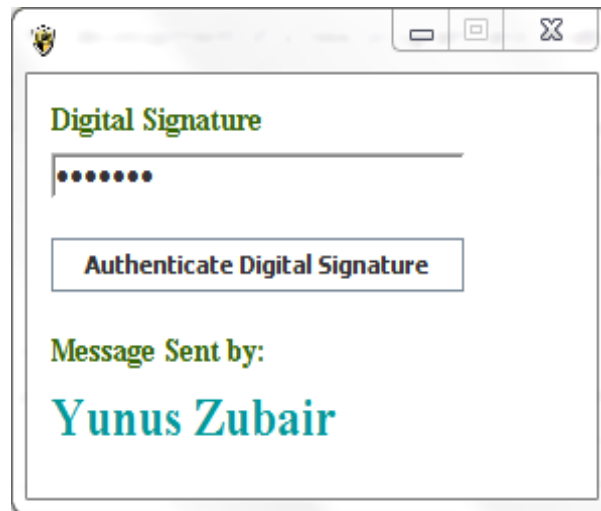 Digital Signature
•••••••
Authenticate Digital Signature
Message Sent by:
Yunus Zubair